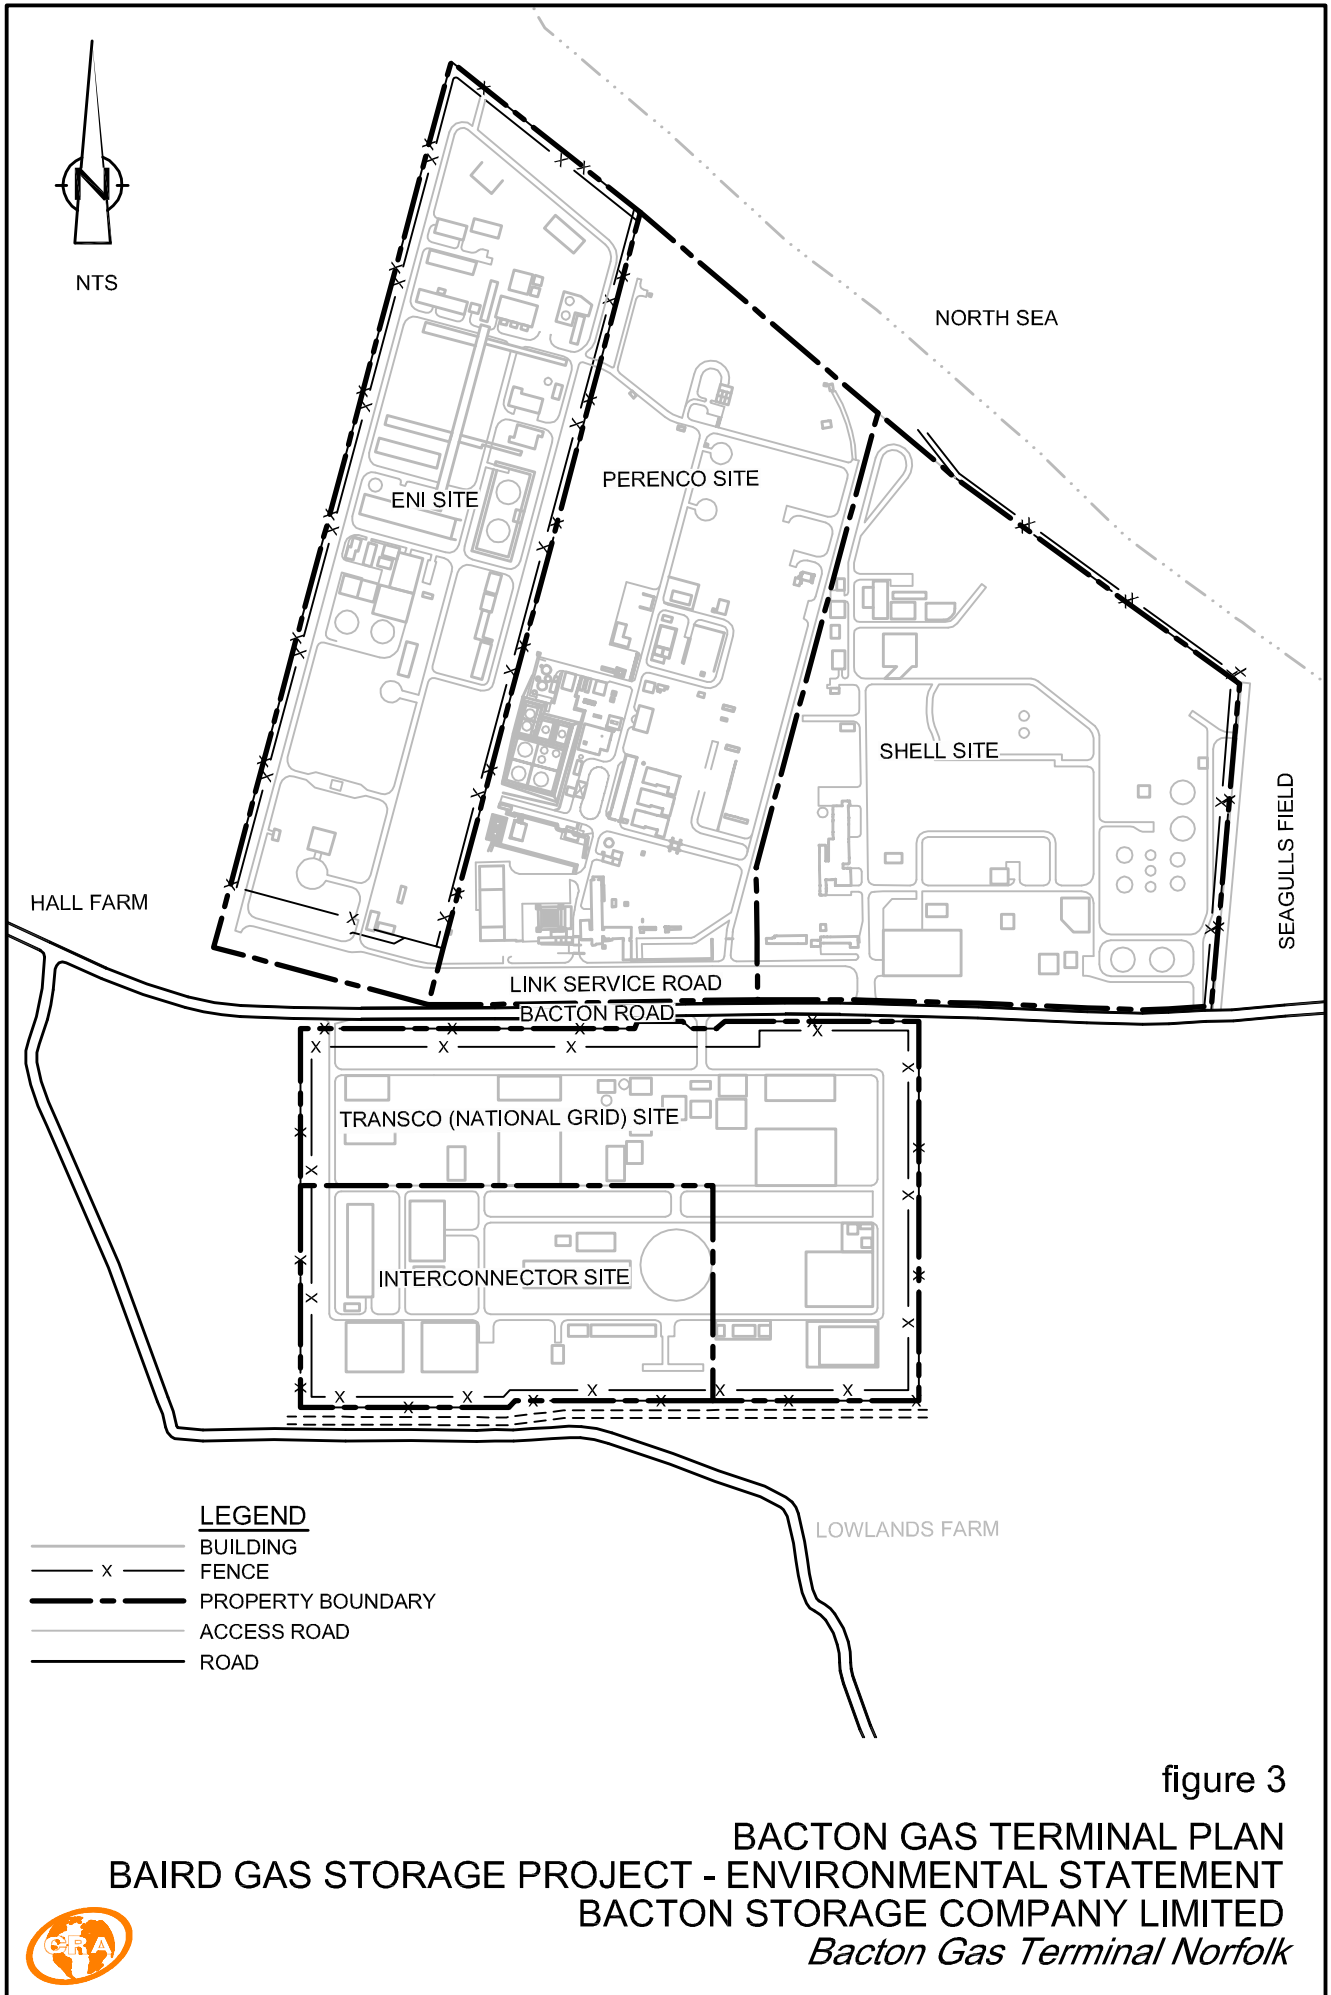 N
NTS
NORTH SEA
PERENCO SITE
ENI SITE
SHELL SITE
SEAGULLS FIELD
HALL FARM
LINK SERVICE ROAD
BACTON ROAD
TRANSCO (NATIONAL GRID) SITE
INTERCONNECTOR SITE
LOWLANDS FARM
LEGEND
BUILDING
X FENCE
PROPERTY BOUNDARY
ACCESS ROAD
ROAD
figure 3
BACTON GAS TERMINAL PLAN
BAIRD GAS STORAGE PROJECT - ENVIRONMENTAL STATEMENT
BACTON STORAGE COMPANY LIMITED
Bacton Gas Terminal Norfolk
CRA